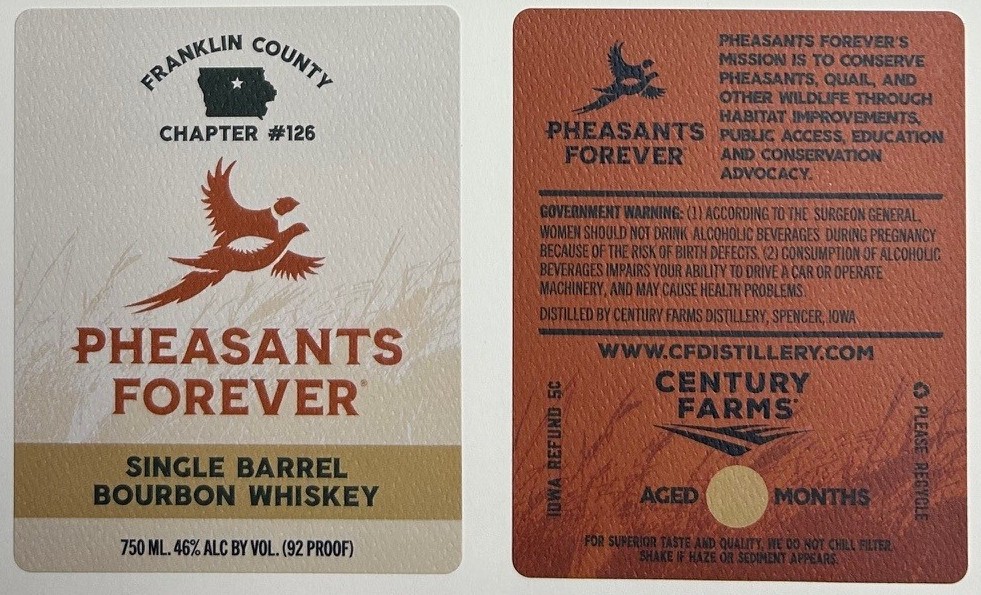 FRANKLIN COUNTY
CHAPTER #126
PHEASANTS
FOREVER®
SINGLE BARREL
BOURBON WHISKEY
750 ML. 46% ALC BY VOL. (92 PROOF)
PHEASANTS
FOREVER
PHEASANTS FOREVER'S
MISSION IS TO CONSERVE
PHEASANTS, QUAIL, AND
OTHER WILDLIFE THROUGH
HABITAT IMPROVEMENTS,
PUBLIC ACCESS, EDUCATION
AND CONSERVATION
ADVOCACY.
GOVERNMENT WARNING: (1) ACCORDING TO THE SURGEON GENERAL,
WOMEN SHOULD NOT DRINK ALCOHOLIC BEVERAGES DURING PREGNANCY
BECAUSE OF THE RISK OF BIRTH DEFECTS. (2) CONSUMPTION OF ALCOHOLIC
BEVERAGES IMPAIRS YOUR ABILITY TO DRIVE A CAR OR OPERATE
MACHINERY, AND MAY CAUSE HEALTH PROBLEMS.
DISTILLED BY CENTURY FARMS DISTILLERY, SPENCER, IOWA
WWW.CFDISTILLERY.COM
CENTURY
FARMS
IOWA REFUND 5C
PLEASE RECYCLE
AGED MONTHS
FOR SUPERIOR TASTE AND QUALITY, WE DO NOT CHILL FILTER.
SHAKE IF HAZE OR SEDIMENT APPEARS.